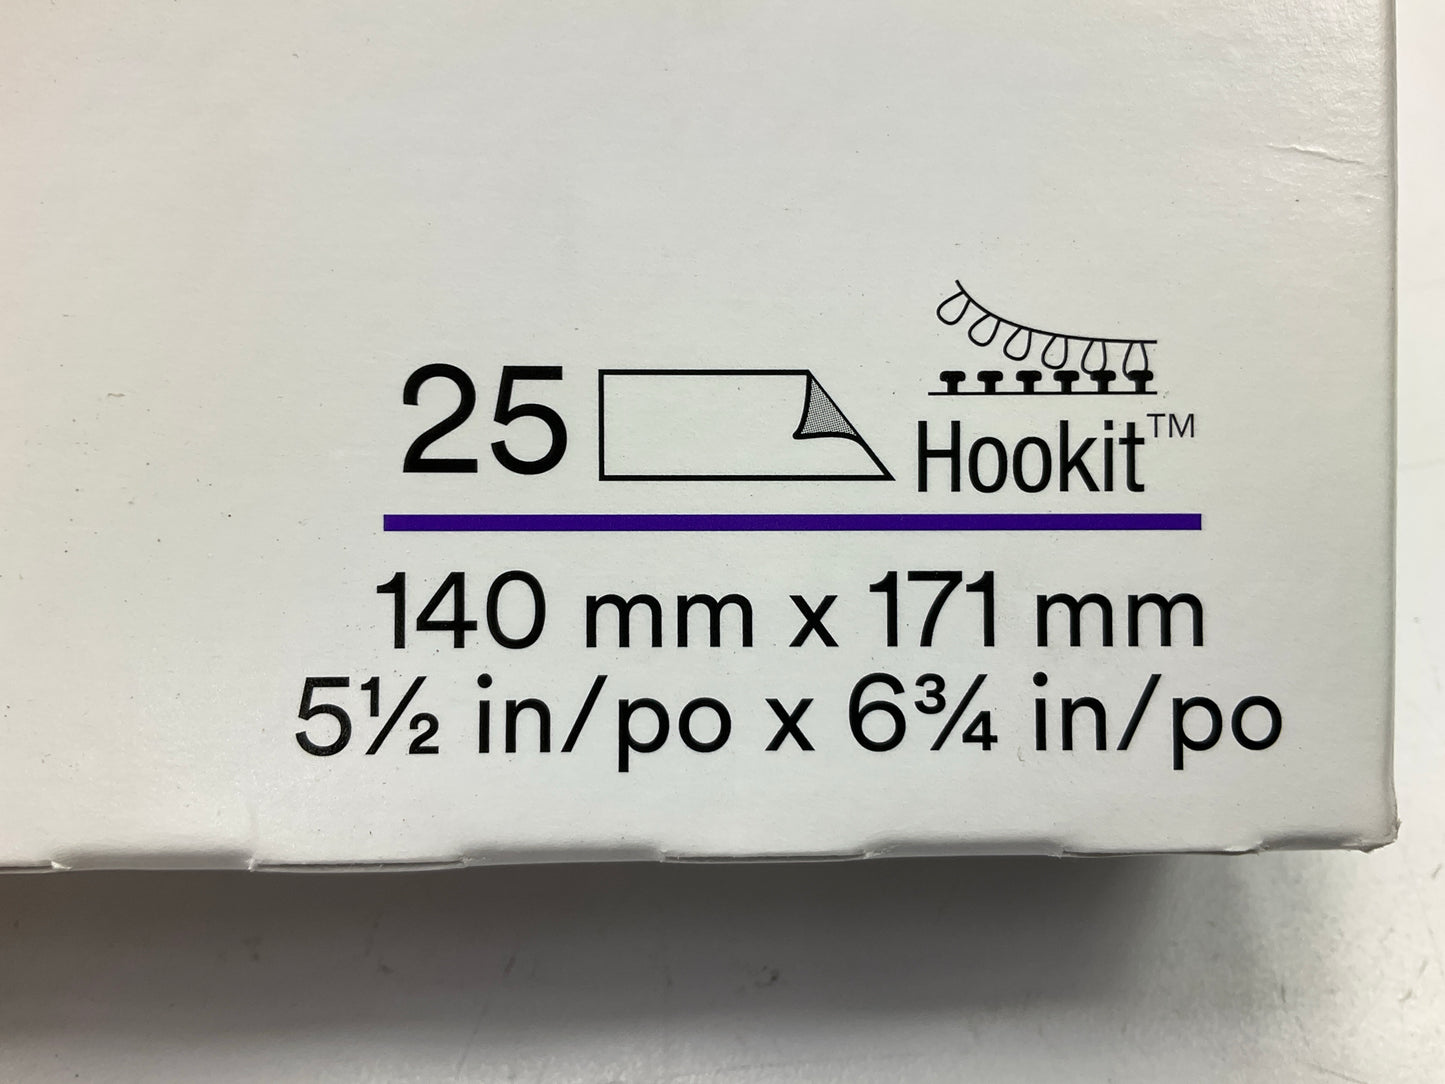 25 Hookit™
140 mm x 171 mm
5½ in/po x 6¾ in/po